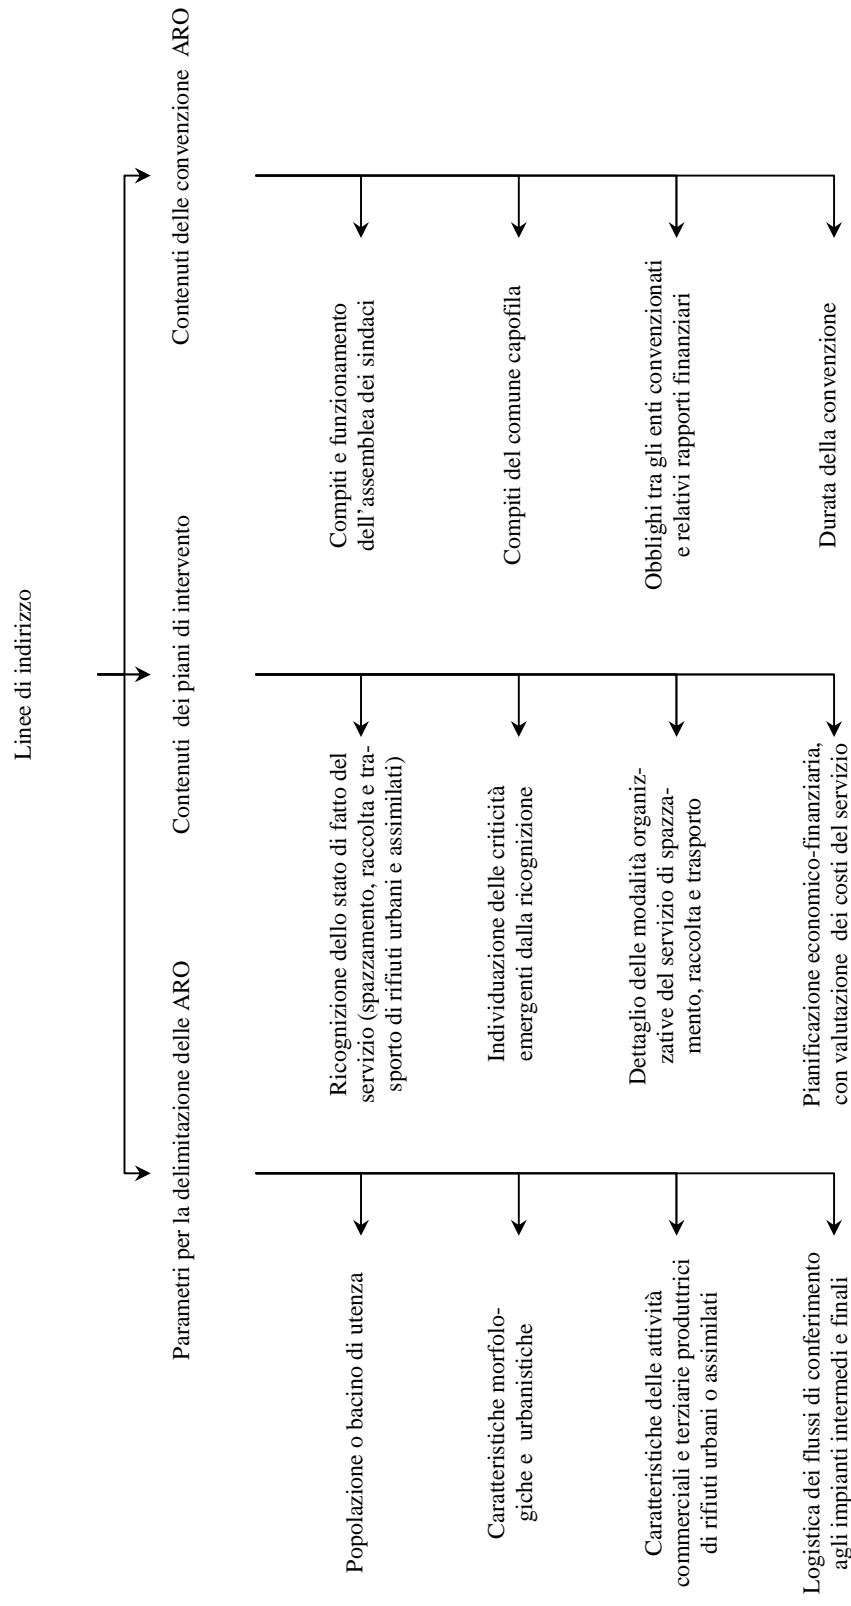 Linee di indirizzo
Parametri per la delimitazione delle ARO
Popolazione o bacino di utenza
Caratteristiche morfolo-
giche e urbanistiche
Caratteristiche delle attività
commerciali e terziarie produttrici
di rifiuti urbani o assimilati
Logistica dei flussi di conferimento
agli impianti intermedi e finali
Contenuti dei piani di intervento
Ricognizione dello stato di fatto del
servizio (spazzamento, raccolta e tra-
sporto di rifiuti urbani e assimilati)
Individuazione delle criticità
emergenti dalla ricognizione
Dettaglio delle modalità organiz-
zative del servizio di spazza-
mento, raccolta e trasporto
Pianificazione economico-finanziaria,
con valutazione dei costi del servizio
Contenuti delle convenzione ARO
Compiti e funzionamento
dell'assemblea dei sindaci
Compiti del comune capofila
Obblighi tra gli enti convenzionati
e relativi rapporti finanziari
Durata della convenzione